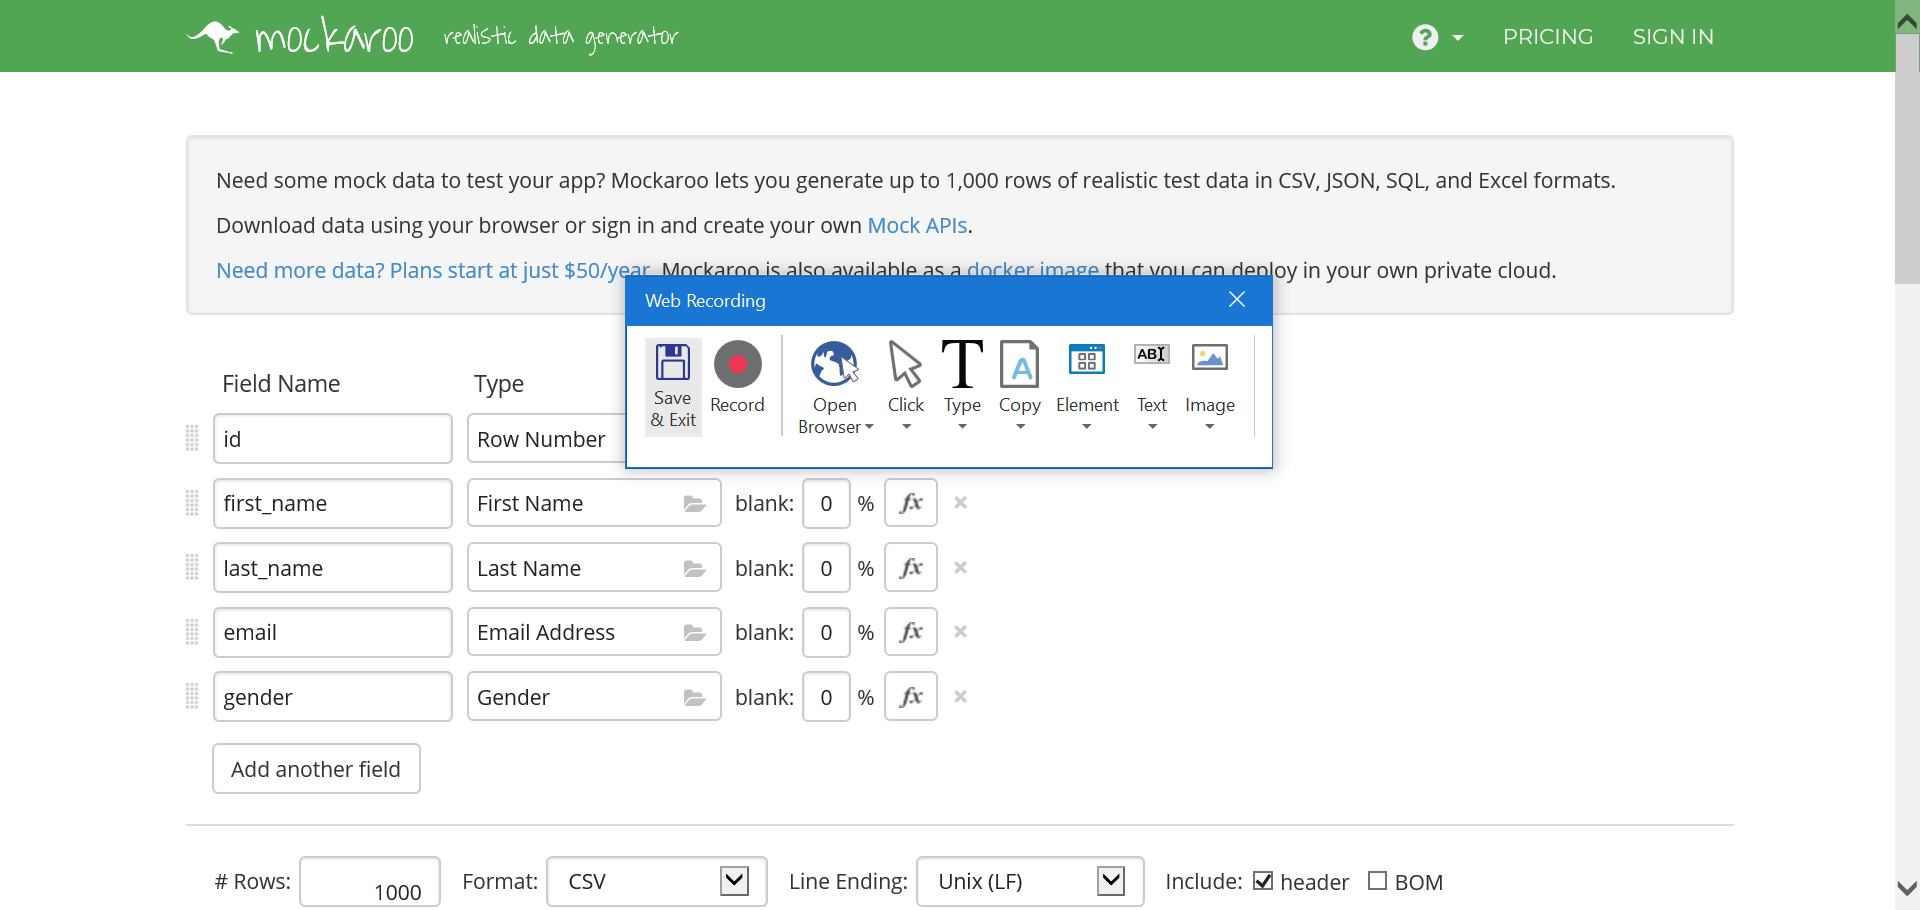 mockaroo realistic data generator
? PRICING SIGN IN
Need some mock data to test your app? Mockaroo lets you generate up to 1,000 rows of realistic test data in CSV, JSON, SQL, and Excel formats.
Download data using your browser or sign in and create your own Mock APIs.
Need more data? Plans start at just $50/year. Mockaroo is also available as a docker image that you can deploy in your own private cloud.
Web Recording
Save & Exit
Record
Open Browser
Click
Type
Copy
Element
Text
Image
Field Name Type
id Row Number
first_name First Name blank: 0 % fx
last_name Last Name blank: 0 % fx
email Email Address blank: 0 % fx
gender Gender blank: 0 % fx
Add another field
# Rows: 1000 Format: CSV Line Ending: Unix (LF) Include: header BOM